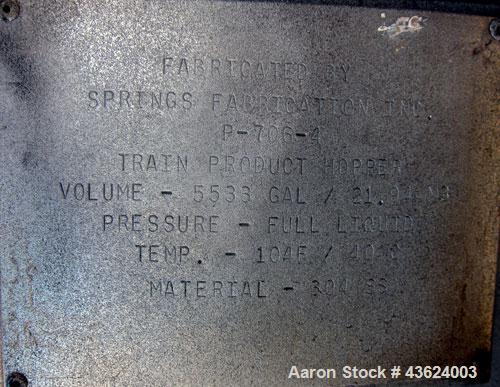 FABRICATED BY
SPRINGS FABRICATION INC.
P-706-4
TRAIN PRODUCT HOPPER
VOLUME - 5533 GAL /
PRESSURE - FULL LIQUID
TEMP. - 104F / 40 C
MATERIAL - 304 SS
Aaron Stock # 43624003